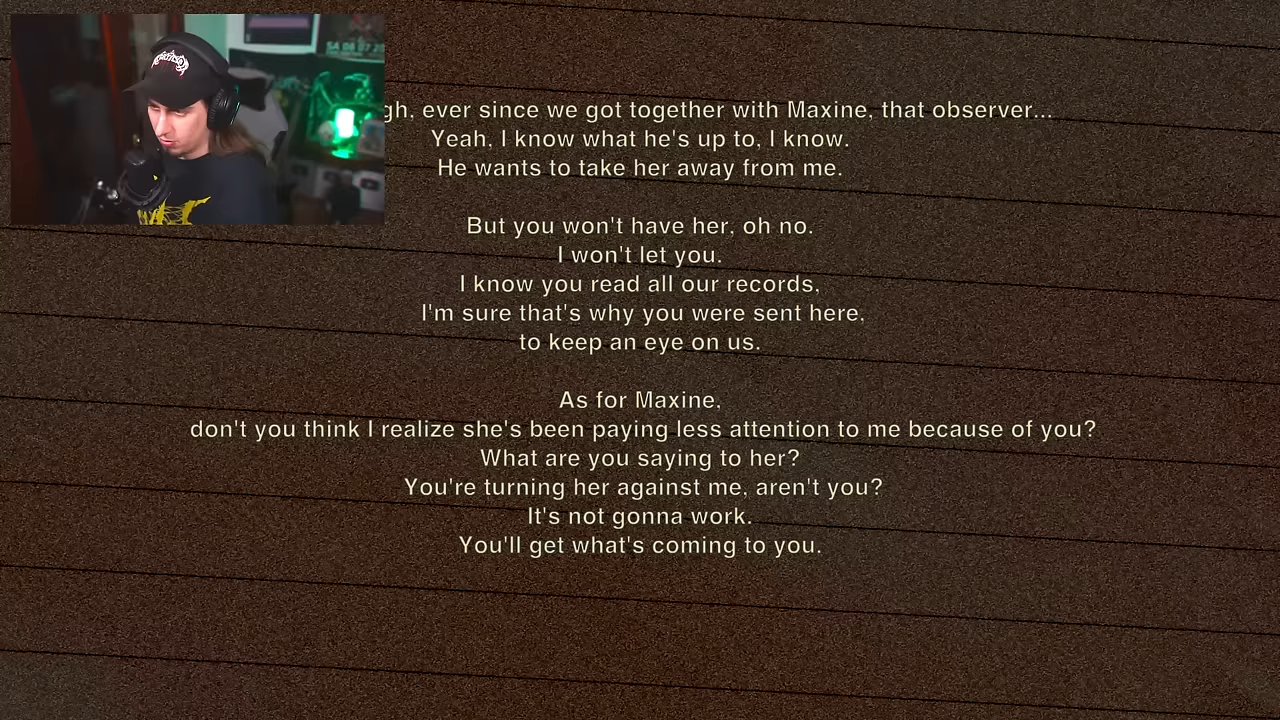 SA 06 07 25
ever since we got together with Maxine, that observer...
Yeah, I know what he's up to, I know.
He wants to take her away from me.
But you won't have her, oh no.
I won't let you.
I know you read all our records,
I'm sure that's why you were sent here,
to keep an eye on us.
As for Maxine,
don't you think I realize she's been paying less attention to me because of you?
What are you saying to her?
You're turning her against me, aren't you?
It's not gonna work.
You'll get what's coming to you.